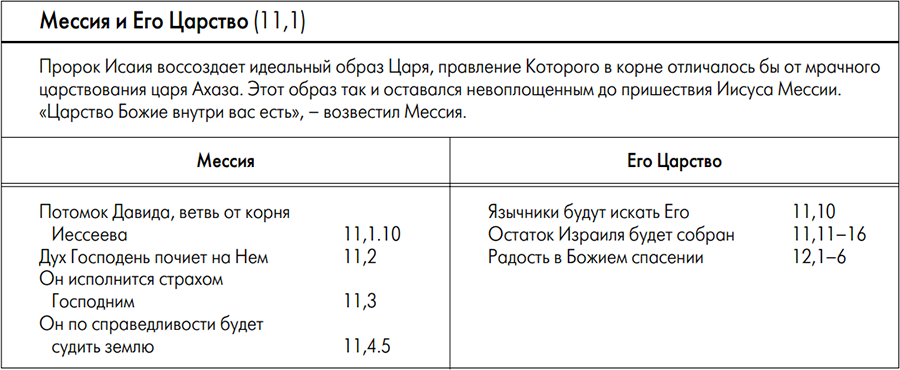 Мессия и Его Царство (11,1)
Пророк Исаия воссоздает идеальный образ Царя, правление Которого в корне отличалось бы от мрачного
царствования царя Ахаза. Этот образ так и оставался невоплощенным до пришествия Иисуса Мессии.
«Царство Божие внутри вас есть», – возвестил Мессия.
Мессия
Потомок Давида, ветвь от корня
Иессеева 11,1.10
Дух Господень почиет на Нем 11,2
Он исполнится страхом
Господним 11,3
Он по справедливости будет
судить землю 11,4.5
Его Царство
Язычники будут искать Его 11,10
Остаток Израиля будет собран 11,11–16
Радость в Божием спасении 12,1–6